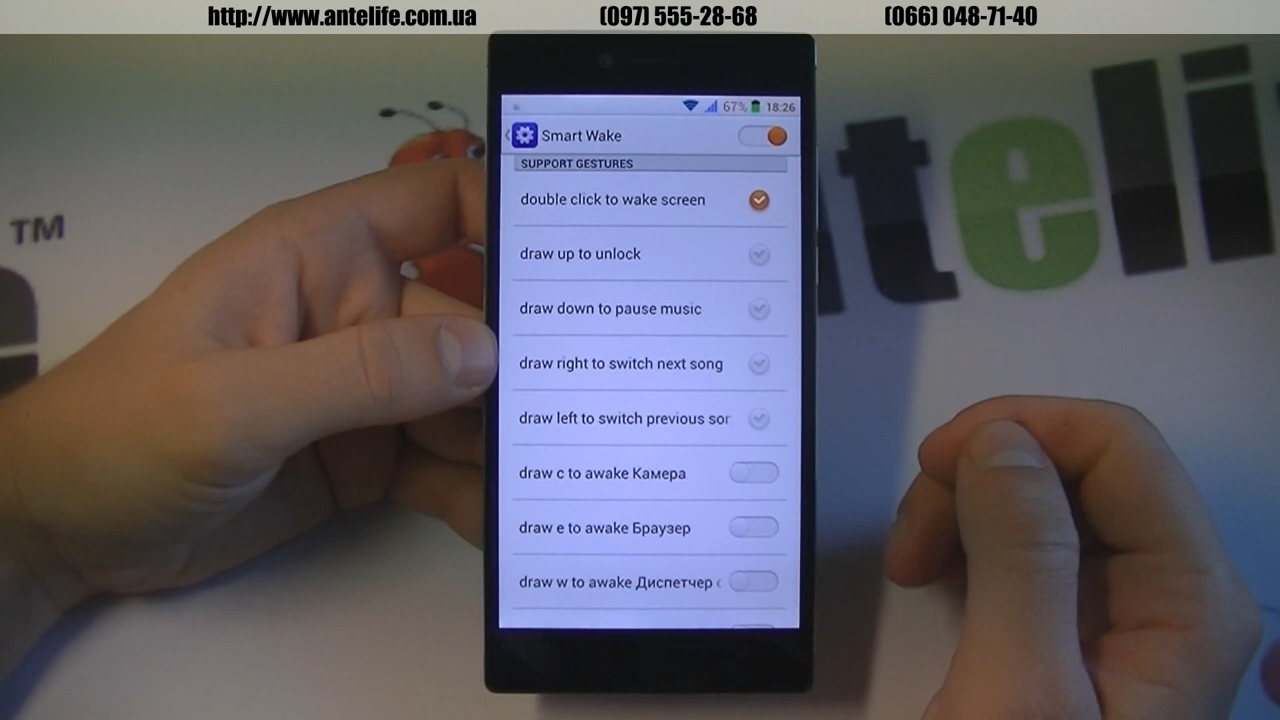 http://www.antelife.com.ua (097) 555-28-68 (066) 048-71-40
67% 18:26
Smart Wake
SUPPORT GESTURES
double click to wake screen
draw up to unlock
draw down to pause music
draw right to switch next song
draw left to switch previous sor
draw c to awake Камера
draw e to awake Браузер
draw w to awake Диспетчер с
TM
teli